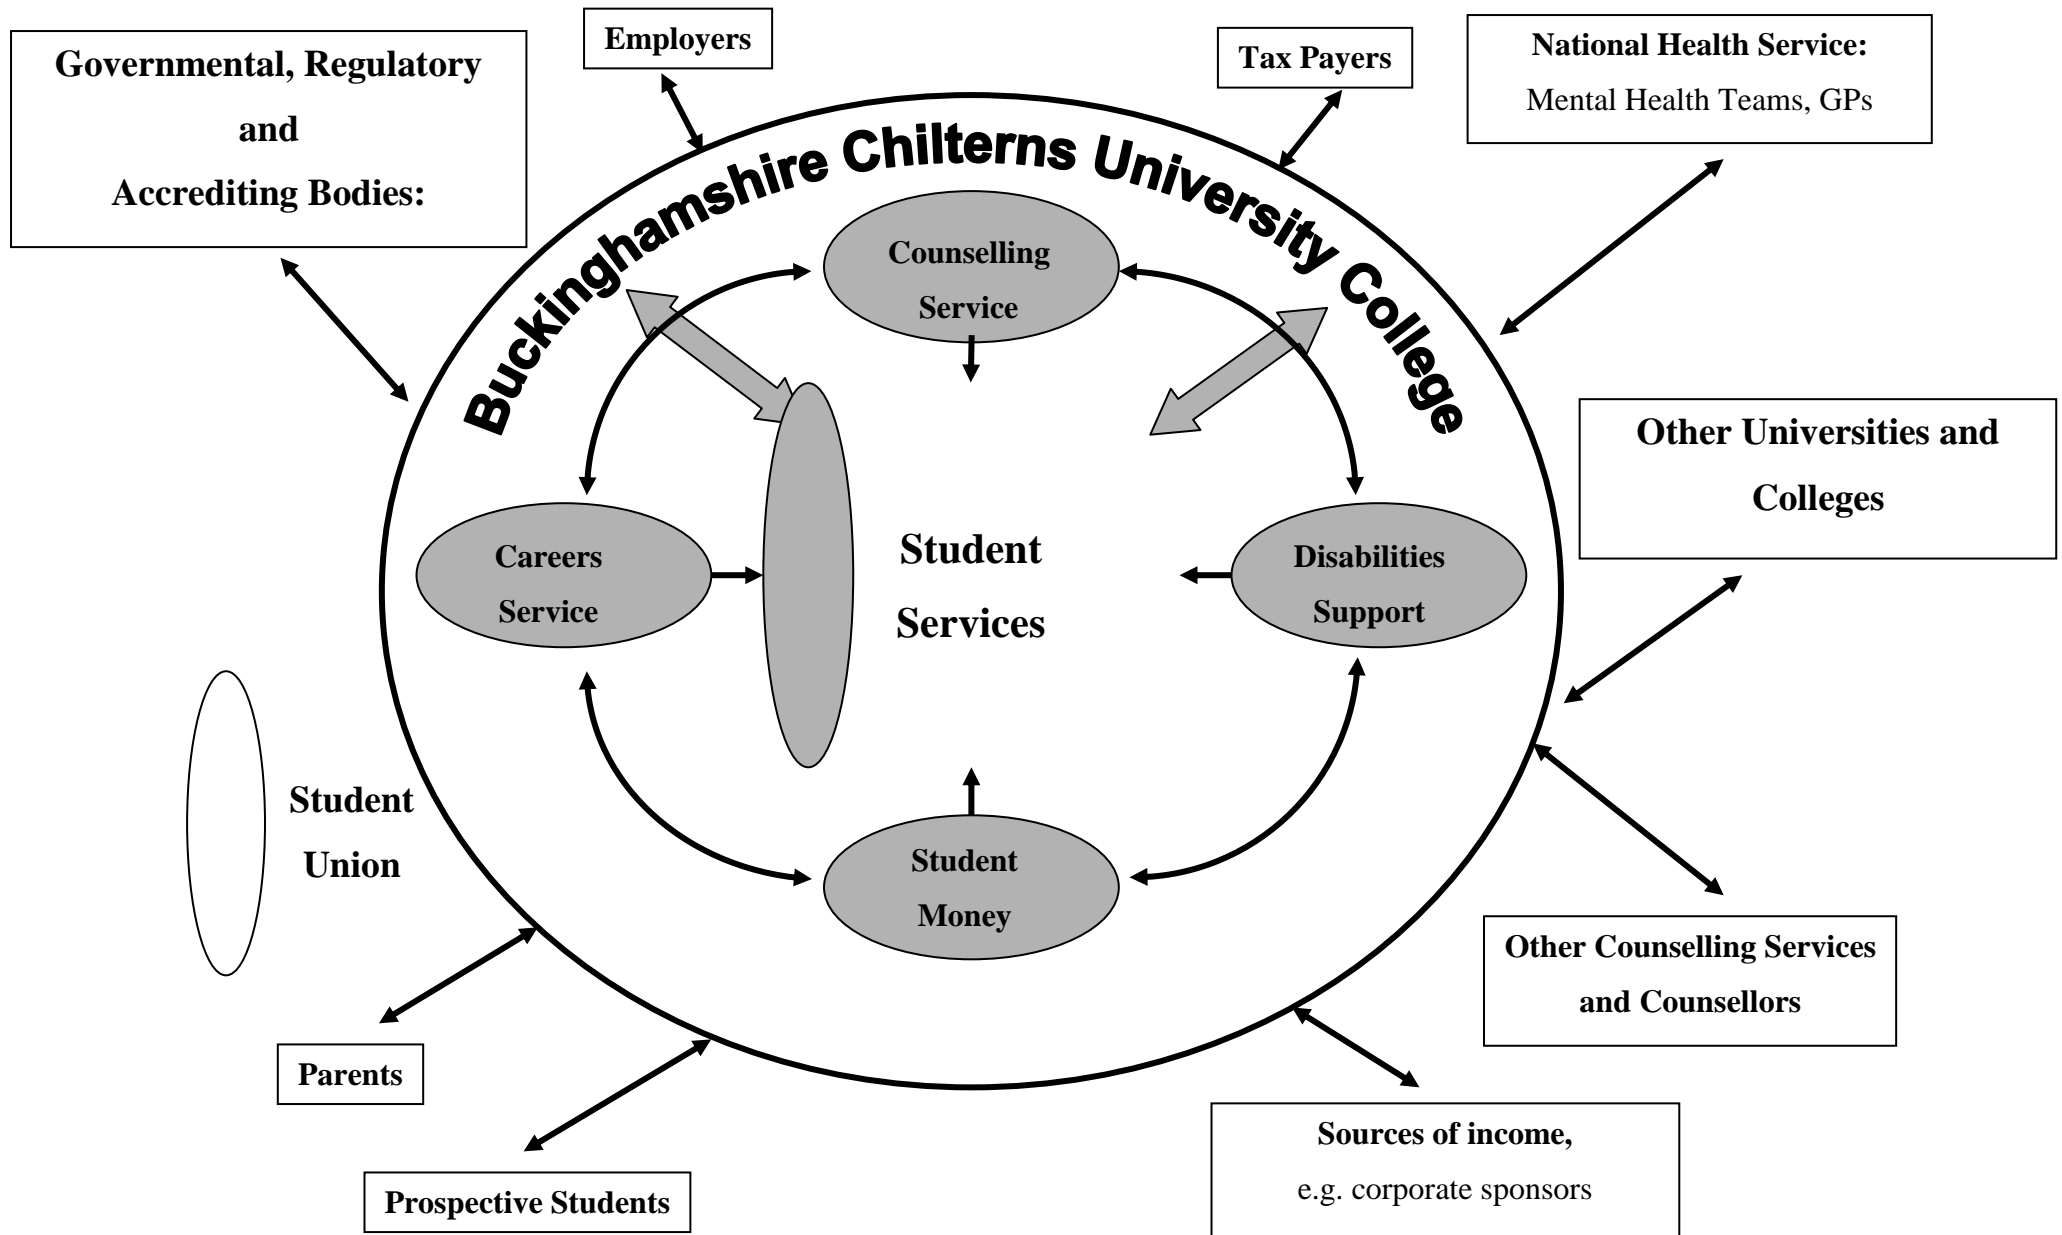 Employers
Governmental, Regulatory
and
Accrediting Bodies:
Tax Payers
National Health Service:
Mental Health Teams, GPs
Buckinghamshire Chilterns University College
Counselling
Service
Other Universities and
Colleges
Careers
Service
Student
Services
Disabilities
Support
Student
Union
Student
Money
Other Counselling Services
and Counsellors
Parents
Sources of income,
e.g. corporate sponsors
Prospective Students